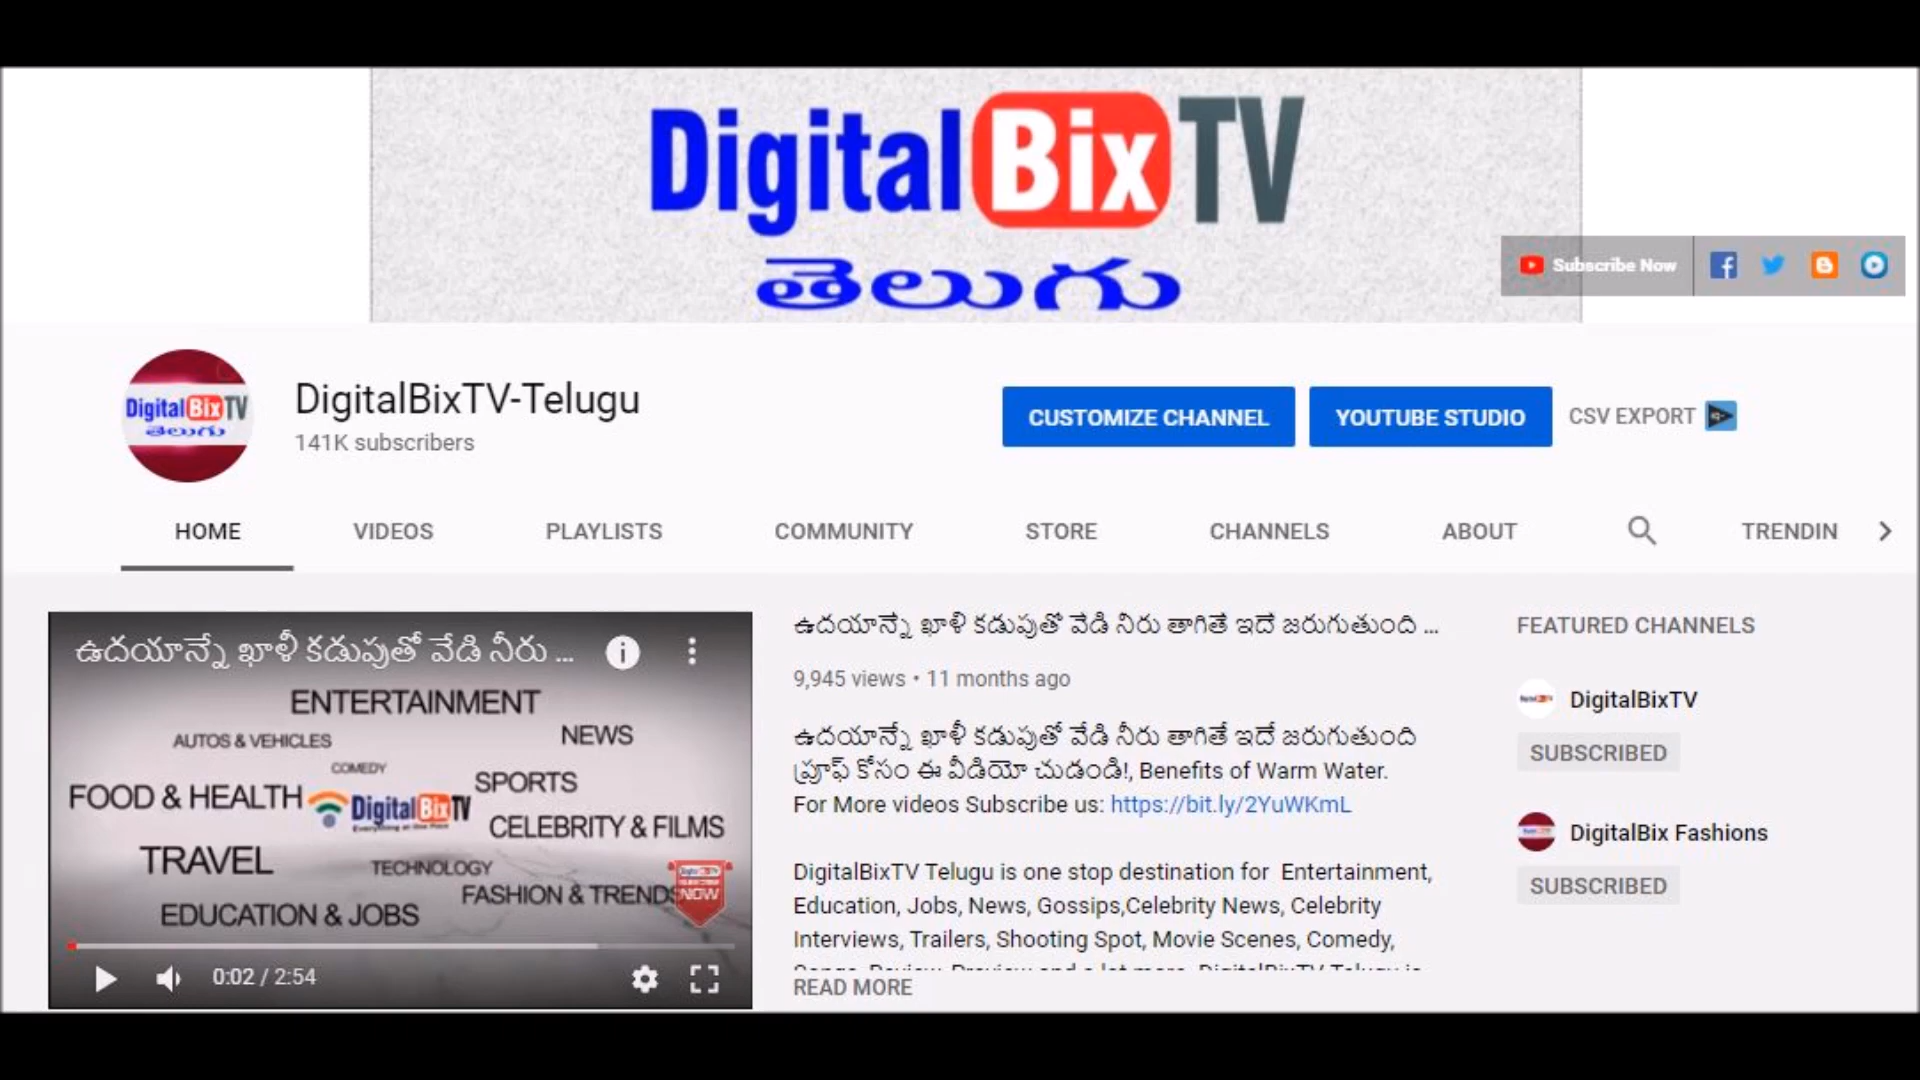 DigitalBixTV
తెలుగు
Subscribe Now
DigitalBixTV
తెలుగు
DigitalBixTV-Telugu
141K subscribers
CUSTOMIZE CHANNEL
YOUTUBE STUDIO
CSV EXPORT
HOME
VIDEOS
PLAYLISTS
COMMUNITY
STORE
CHANNELS
ABOUT
TRENDIN
ఉదయాన్నే ఖాళీ కడుపుతో వేడి నీరు ...
ENTERTAINMENT
AUTOS & VEHICLES
NEWS
COMEDY
SPORTS
FOOD & HEALTH
DigitalBixTV
Everything at One Point
CELEBRITY & FILMS
TRAVEL
TECHNOLOGY
FASHION & TRENDS
NOW
EDUCATION & JOBS
0:02 / 2:54
ఉదయాన్నే ఖాళీ కడుపుతో వేడి నీరు తాగితే ఇదే జరుగుతుంది ...
9,945 views • 11 months ago
ఉదయాన్నే ఖాళీ కడుపుతో వేడి నీరు తాగితే ఇదే జరుగుతుంది
ప్రూఫ్ కోసం ఈ వీడియో చుడండి!, Benefits of Warm Water.
For More videos Subscribe us: https://bit.ly/2YuWKmL
DigitalBixTV Telugu is one stop destination for Entertainment,
Education, Jobs, News, Gossips,Celebrity News, Celebrity
Interviews, Trailers, Shooting Spot, Movie Scenes, Comedy,
READ MORE
FEATURED CHANNELS
DigitalBixTV
SUBSCRIBED
DigitalBix Fashions
SUBSCRIBED